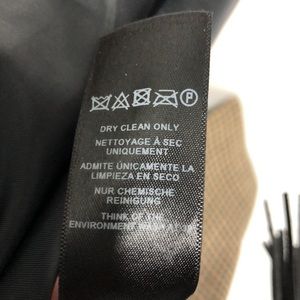 P
DRY CLEAN ONLY
NETTOYAGE À SEC
UNIQUEMENT
ADMITE ÚNICAMENTE LA
LIMPIEZA EN SECO
NUR CHEMISCHE
REINIGUNG
THINK OF THE
ENVIRONMENT